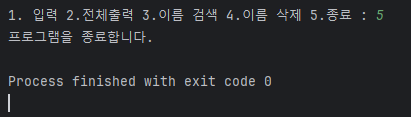 1. 입력 2.전체출력 3.이름 검색 4.이름 삭제 5.종료 : 5
프로그램을 종료합니다.
Process finished with exit code 0